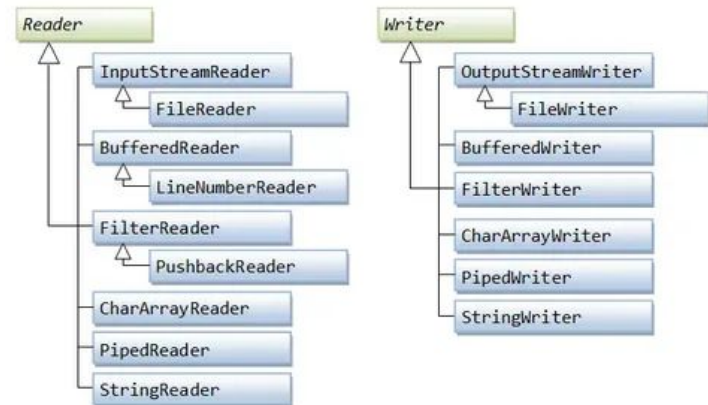 Reader
InputStreamReader
FileReader
BufferedReader
LineNumberReader
FilterReader
PushbackReader
CharArrayReader
PipedReader
StringReader
Writer
OutputStreamWriter
FileWriter
BufferedWriter
FilterWriter
CharArrayWriter
PipedWriter
StringWriter